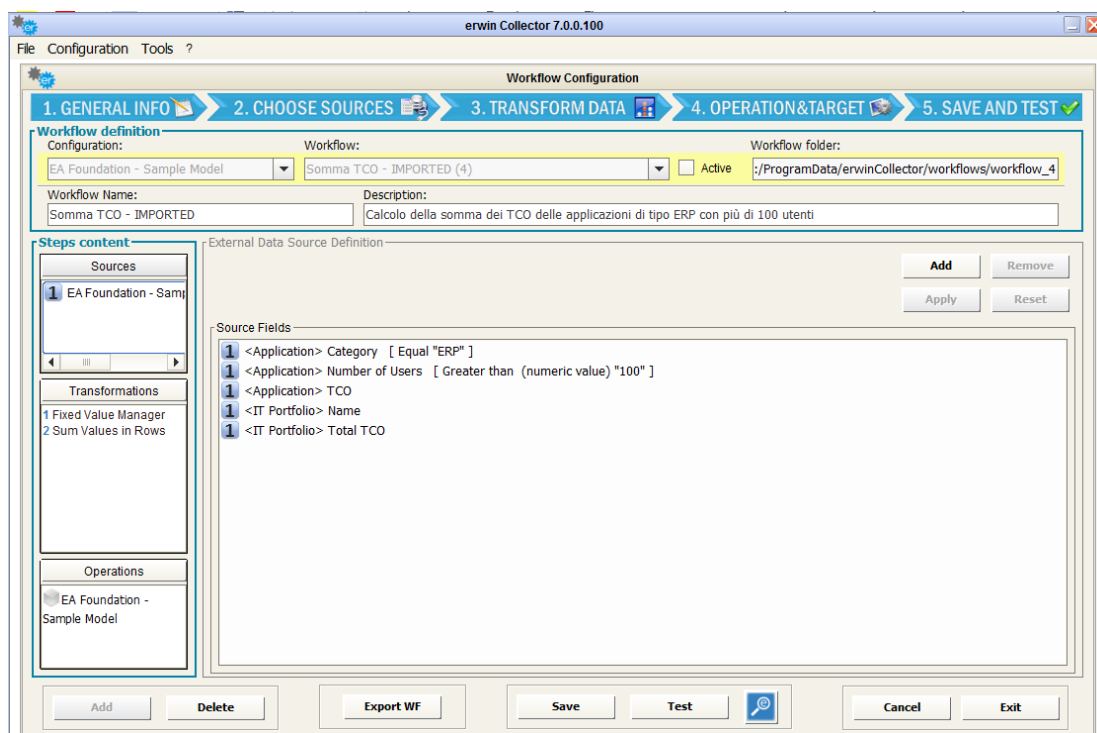 erwin Collector 7.0.0.100
File Configuration Tools ?
Workflow Configuration
1. GENERAL INFO 2. CHOOSE SOURCES 3. TRANSFORM DATA 4. OPERATION&TARGET 5. SAVE AND TEST
Workflow definition
Configuration: Workflow: Workflow folder:
EA Foundation - Sample Model Somma TCO - IMPORTED (4) Active :/ProgramData/erwinCollector/workflows/workflow_4
Workflow Name: Description:
Somma TCO - IMPORTED Calcolo della somma dei TCO delle applicazioni di tipo ERP con più di 100 utenti
Steps content
Sources
1 EA Foundation - Samp
Transformations
1 Fixed Value Manager
2 Sum Values in Rows
Operations
EA Foundation -
Sample Model
External Data Source Definition
Add Remove
Apply Reset
Source Fields
1 <Application> Category [ Equal "ERP" ]
1 <Application> Number of Users [ Greater than (numeric value) "100" ]
1 <Application> TCO
1 <IT Portfolio> Name
1 <IT Portfolio> Total TCO
Add Delete Export WF Save Test Cancel Exit